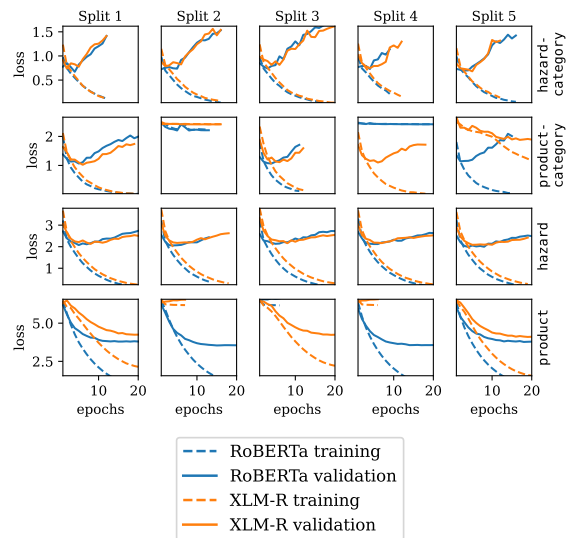 Split 1 Split 2 Split 3 Split 4 Split 5
1.5
1.0
0.5
loss
hazard-
category
2
1
loss
product-
category
3
2
1
loss
hazard
5.0
2.5
loss
product
10 20 10 20 10 20 10 20 10 20
epochs epochs epochs epochs epochs
RoBERTa training
RoBERTa validation
XLM-R training
XLM-R validation